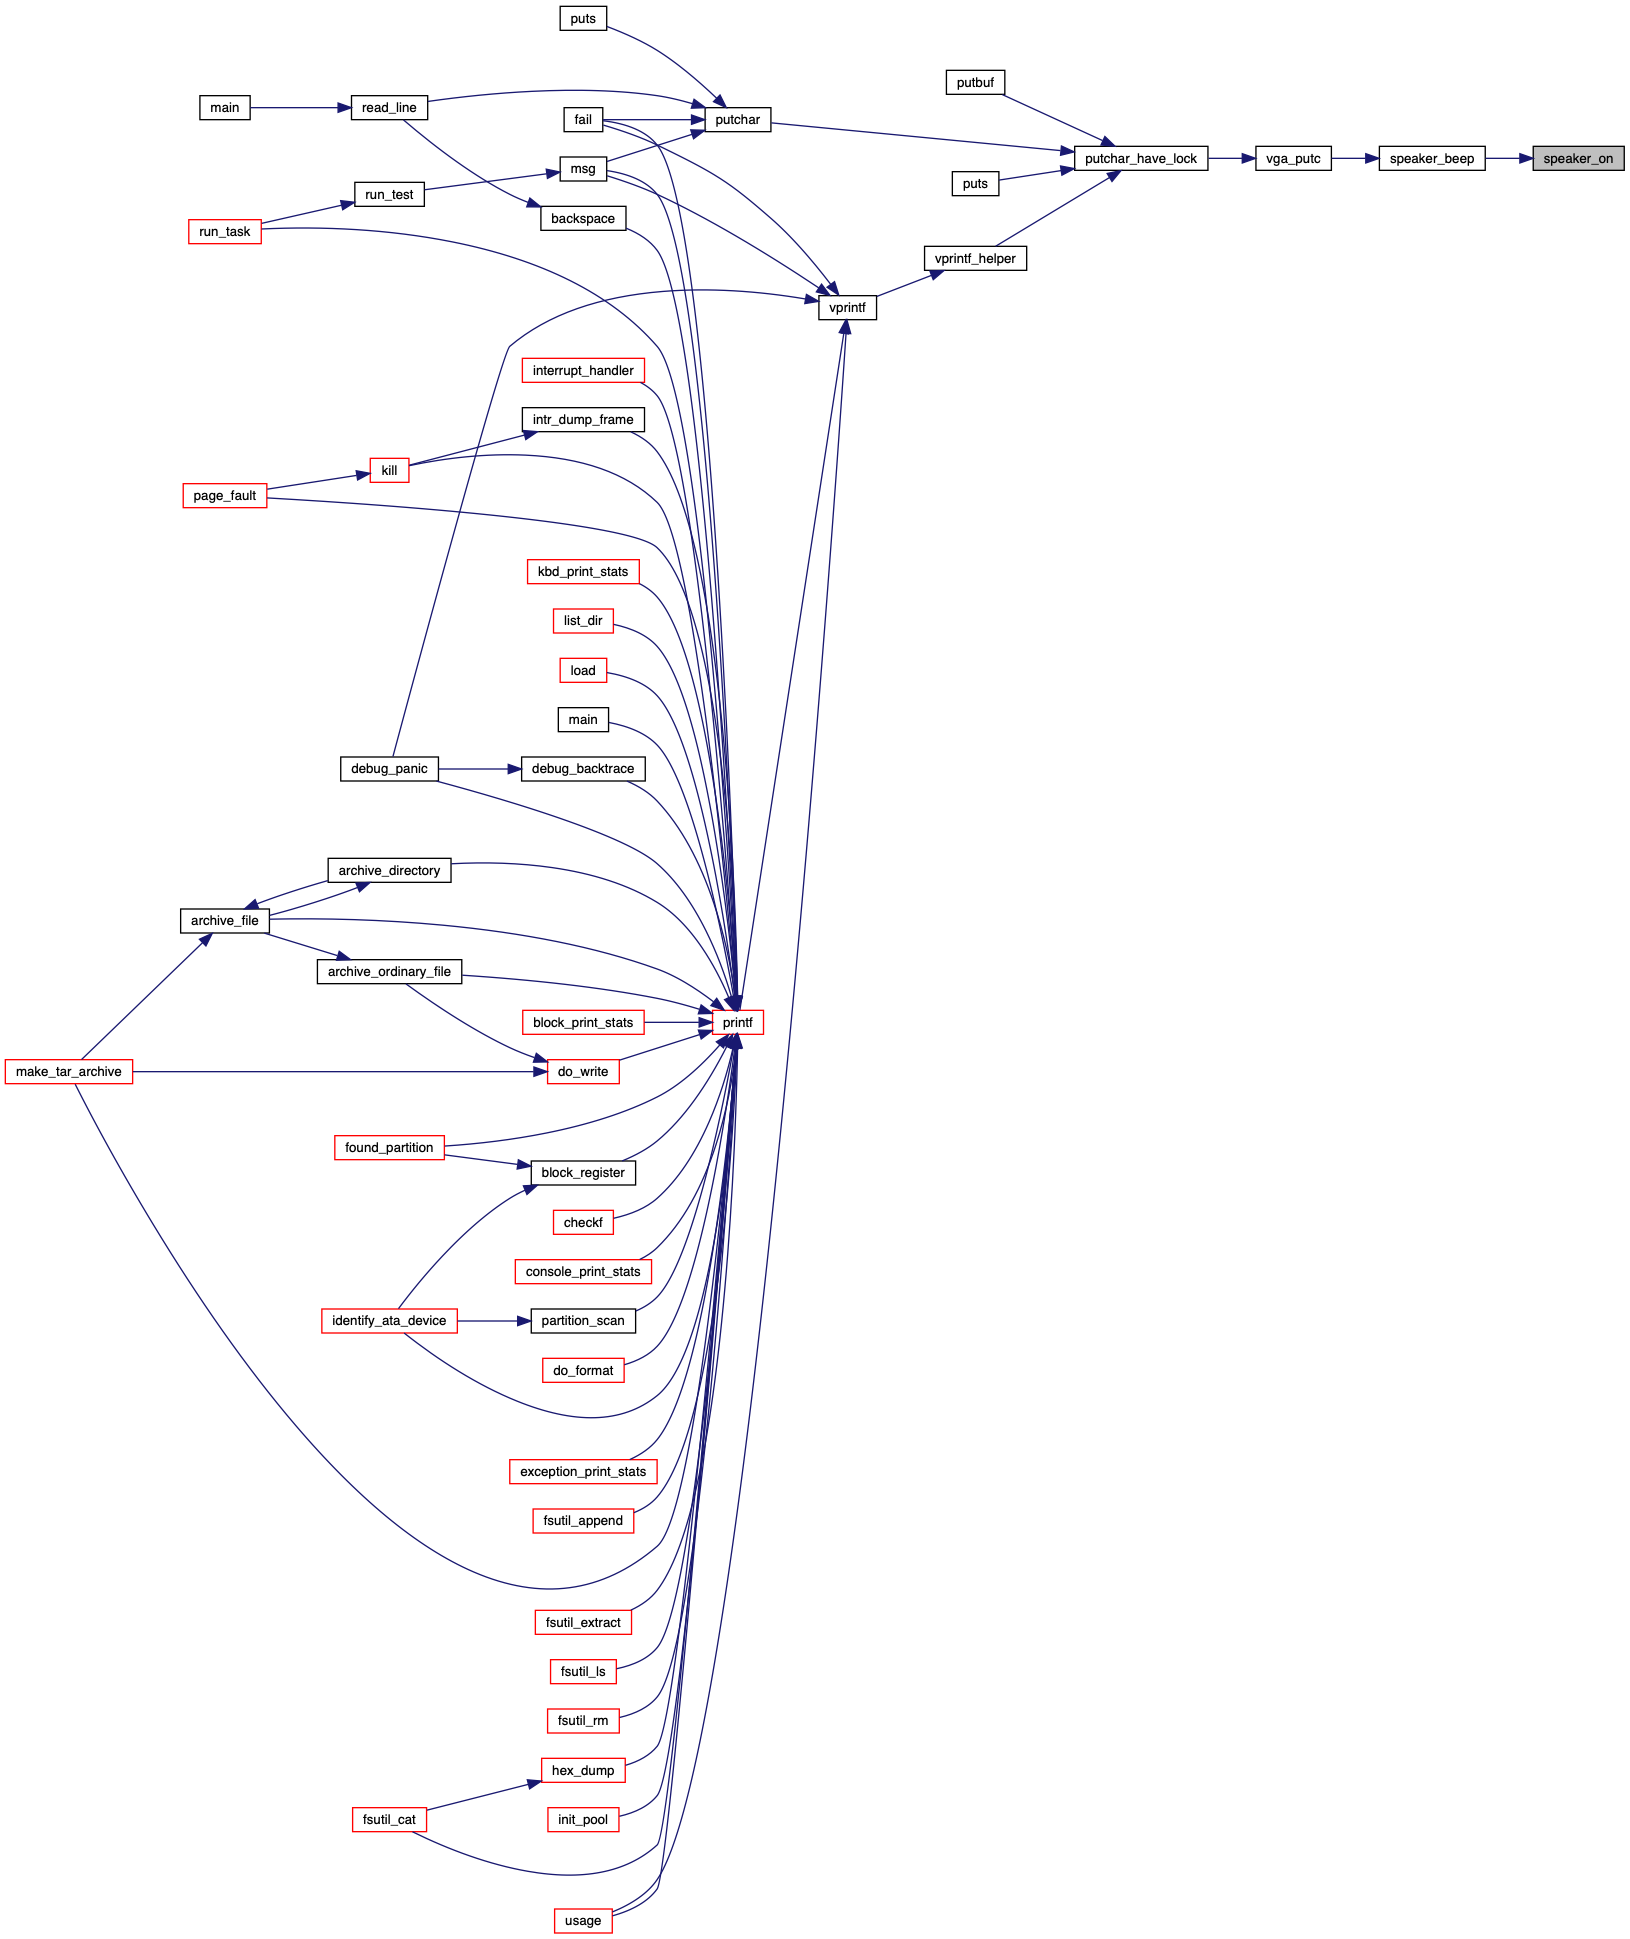 puts
putbuf
main
read_line
fail
putchar
putchar_have_lock
vga_putc
speaker_beep
speaker_on
msg
puts
run_test
backspace
run_task
vprintf_helper
vprintf
interrupt_handler
intr_dump_frame
kill
page_fault
kbd_print_stats
list_dir
load
main
debug_panic
debug_backtrace
archive_directory
archive_file
archive_ordinary_file
block_print_stats
printf
make_tar_archive
do_write
found_partition
block_register
checkf
console_print_stats
identify_ata_device
partition_scan
do_format
exception_print_stats
fsutil_append
fsutil_extract
fsutil_ls
fsutil_rm
hex_dump
fsutil_cat
init_pool
usage